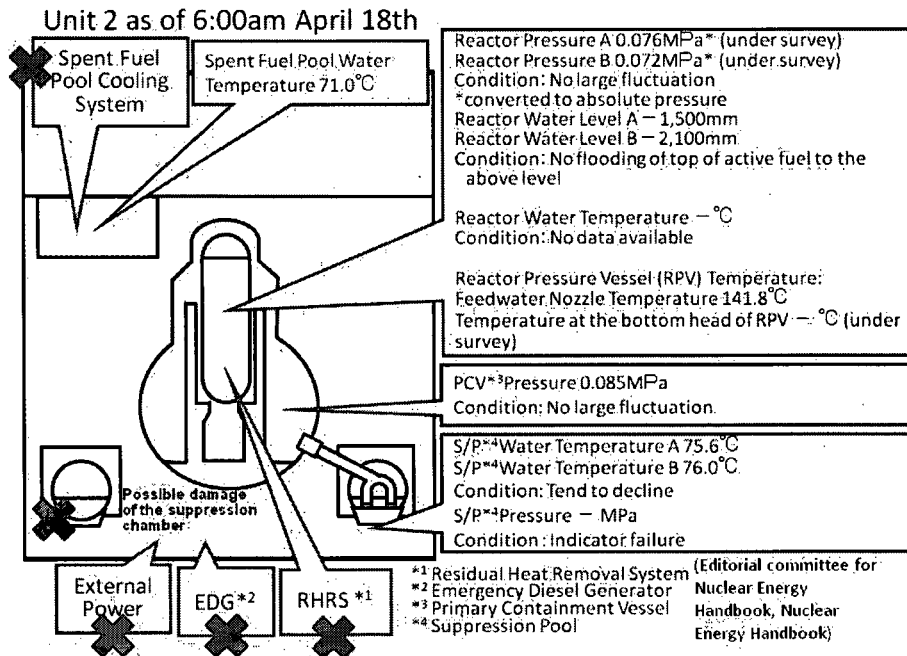 Unit 2 as of 6:00am April 18th
Spent Fuel
Pool Cooling
System
Spent Fuel Pool Water
Temperature 71.0℃
Reactor Pressure A 0.076MPa* (under survey)
Reactor Pressure B 0.072MPa* (under survey)
Condition: No large fluctuation
*converted to absolute pressure
Reactor Water Level A －1,500mm
Reactor Water Level B －2,100mm
Condition: No flooding of top of active fuel to the
above level
Reactor Water Temperature －℃
Condition: No data available
Reactor Pressure Vessel (RPV) Temperature:
Feedwater Nozzle Temperature 141.8℃
Temperature at the bottom head of RPV －℃ (under
survey)
PCV*3 Pressure 0.085MPa
Condition: No large fluctuation
S/P*4 Water Temperature A 75.6℃
S/P*4 Water Temperature B 76.0℃
Condition: Tend to decline
S/P*4 Pressure － MPa
Condition: Indicator failure
Possible damage
of the suppression
chamber
External
Power
EDG*2
RHRS *1
*1 Residual Heat Removal System
*2 Emergency Diesel Generator
*3 Primary Containment Vessel
*4 Suppression Pool
(Editorial committee for
Nuclear Energy
Handbook, Nuclear
Energy Handbook)